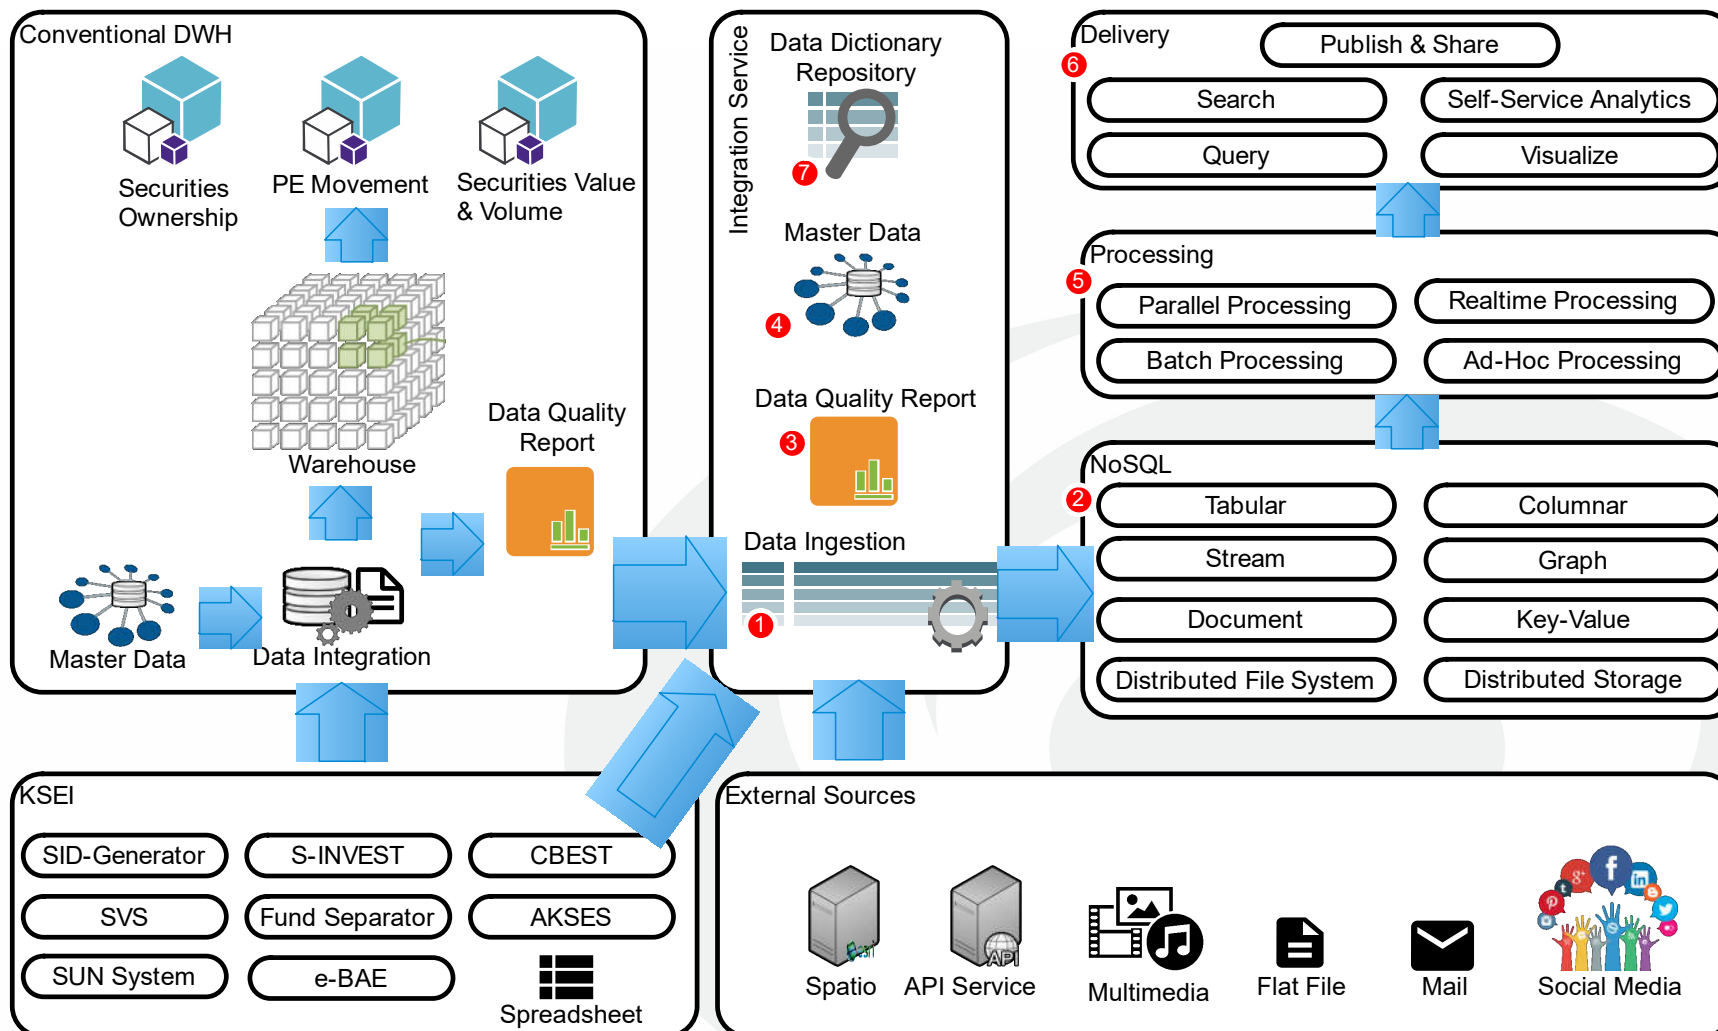 Conventional DWH
Securities
Ownership
PE Movement
Securities Value
& Volume
Warehouse
Data Quality
Report
Master Data
Data Integration
Integration Service
Data Dictionary
Repository
7
Master Data
4
Data Quality Report
3
Data Ingestion
1
Delivery
6
Publish & Share
Search
Self-Service Analytics
Query
Visualize
Processing
5
Parallel Processing
Realtime Processing
Batch Processing
Ad-Hoc Processing
NoSQL
2
Tabular
Columnar
Stream
Graph
Document
Key-Value
Distributed File System
Distributed Storage
KSEI
SID-Generator
S-INVEST
CBEST
SVS
Fund Separator
AKSES
SUN System
e-BAE
Spreadsheet
External Sources
esri
Spatio
API
API Service
Multimedia
Flat File
Mail
Social Media